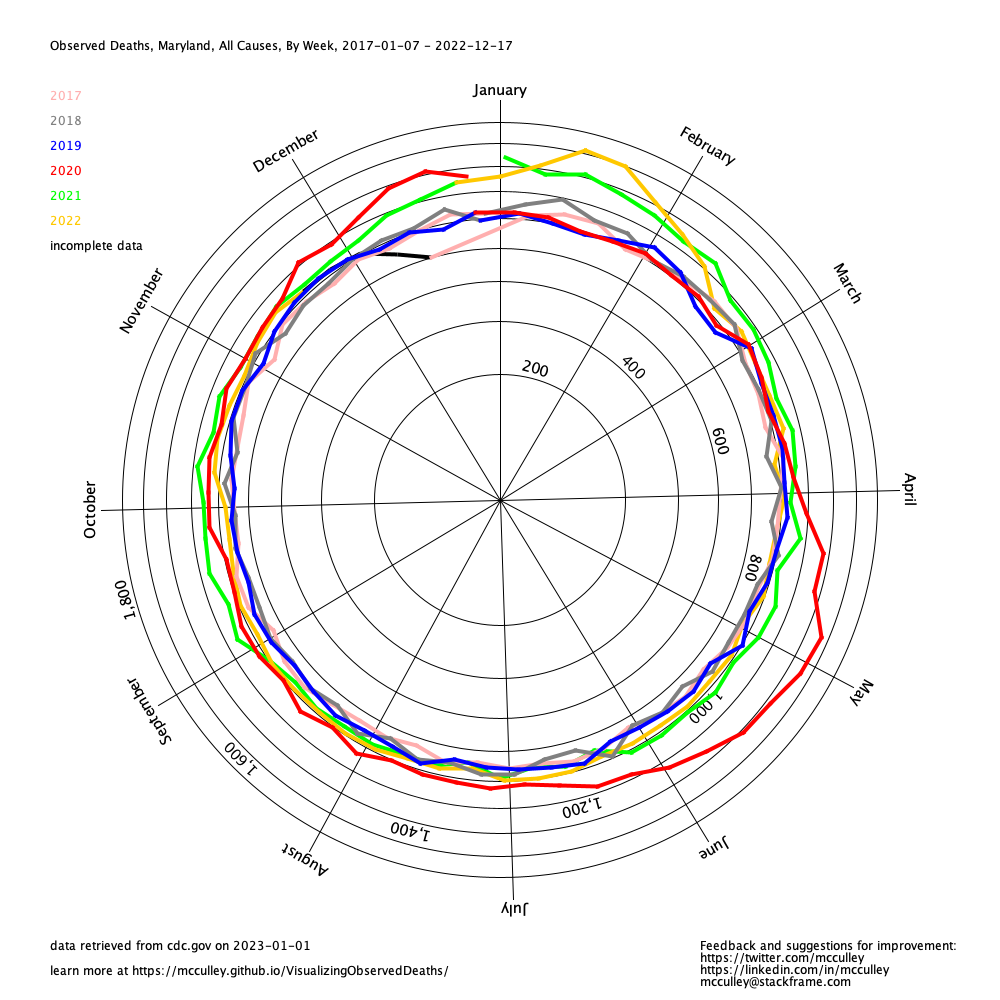 Observed Deaths, Maryland, All Causes, By Week, 2017-01-07 - 2022-12-17
2017
2018
2019
2020
2021
2022
incomplete data
January
February
March
April
May
June
July
August
September
October
November
December
200
400
600
800
1,000
1,200
1,400
1,600
1,800
data retrieved from cdc.gov on 2023-01-01
learn more at https://mcculley.github.io/VisualizingObservedDeaths/
Feedback and suggestions for improvement:
https://twitter.com/mcculley
https://linkedin.com/in/mcculley
mcculley@stackframe.com